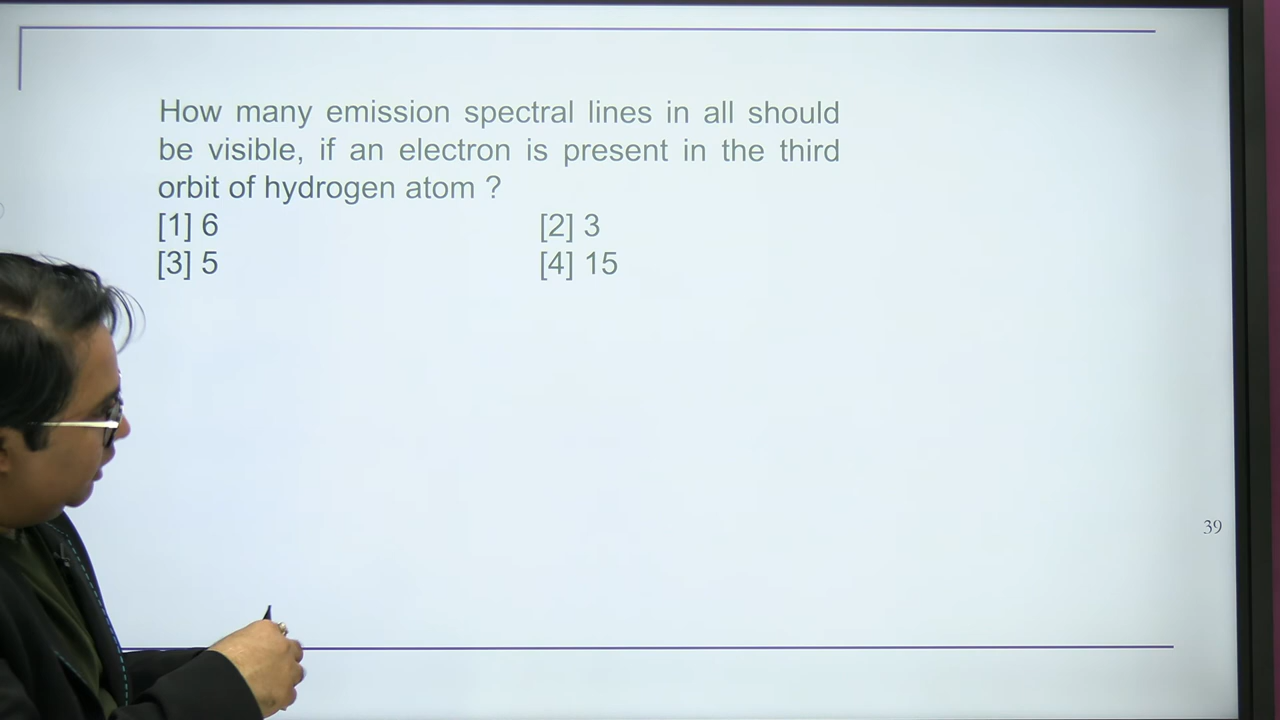 How many emission spectral lines in all should
be visible, if an electron is present in the third
orbit of hydrogen atom ?
[1] 6 [2] 3
[3] 5 [4] 15
39